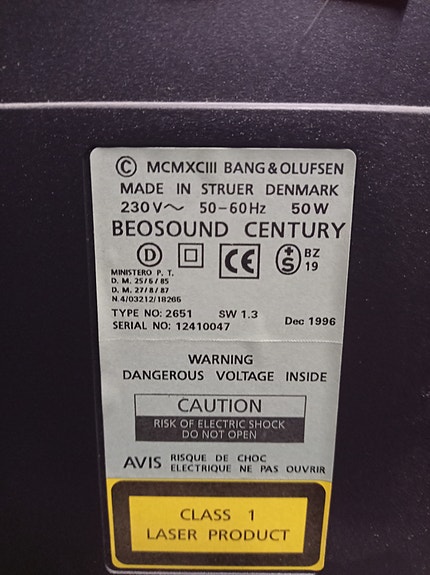 © MCMXCIII BANG & OLUFSEN
MADE IN STRUER DENMARK
230 V~ 50-60Hz 50 W
BEOSOUND CENTURY
D CE +S BZ 19
MINISTERO P. T.
D. M. 25/6/85
D. M. 27/8/87
N.4/03212/18265
TYPE NO: 2651 SW 1.3
SERIAL NO: 12410047 Dec 1996
WARNING
DANGEROUS VOLTAGE INSIDE
CAUTION
RISK OF ELECTRIC SHOCK
DO NOT OPEN
AVIS RISQUE DE CHOC
ELECTRIQUE NE PAS OUVRIR
CLASS 1
LASER PRODUCT